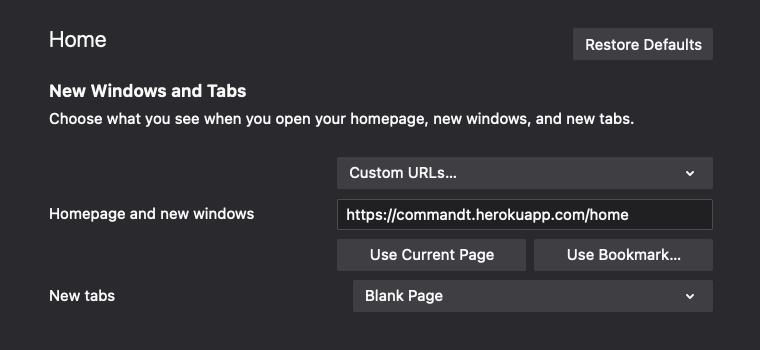 Home
Restore Defaults
New Windows and Tabs
Choose what you see when you open your homepage, new windows, and new tabs.
Custom URLs...
Homepage and new windows
https://commandt.herokuapp.com/home
Use Current Page
Use Bookmark...
New tabs
Blank Page